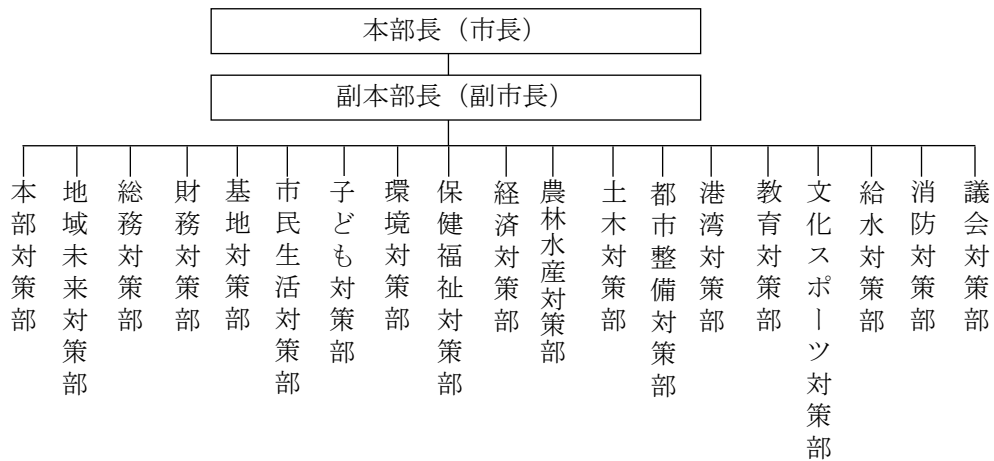 本部長（市長）
副本部長（副市長）
本部対策部
地域未来対策部
総務対策部
財務対策部
基地対策部
市民生活対策部
子ども対策部
環境対策部
保健福祉対策部
経済対策部
農林水産対策部
土木対策部
都市整備対策部
港湾対策部
教育対策部
文化スポーツ対策部
給水対策部
消防対策部
議会対策部